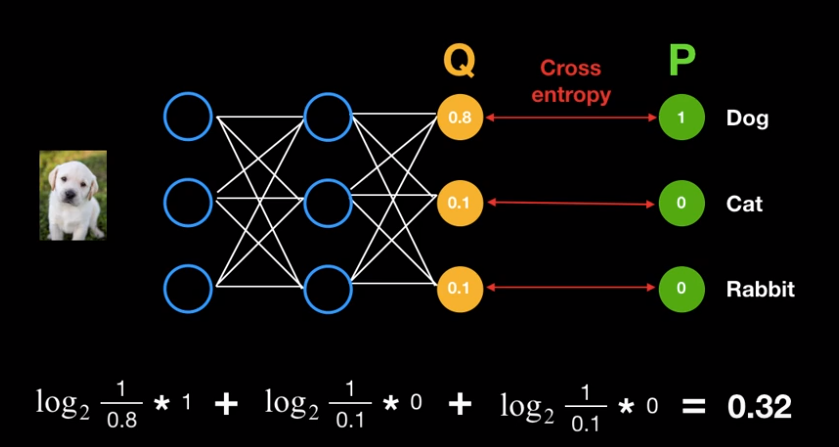 Q
Cross
entropy
P
0.8
1
Dog
0.1
0
Cat
0.1
0
Rabbit
log₂ 1/0.8 * 1 + log₂ 1/0.1 * 0 + log₂ 1/0.1 * 0 = 0.32